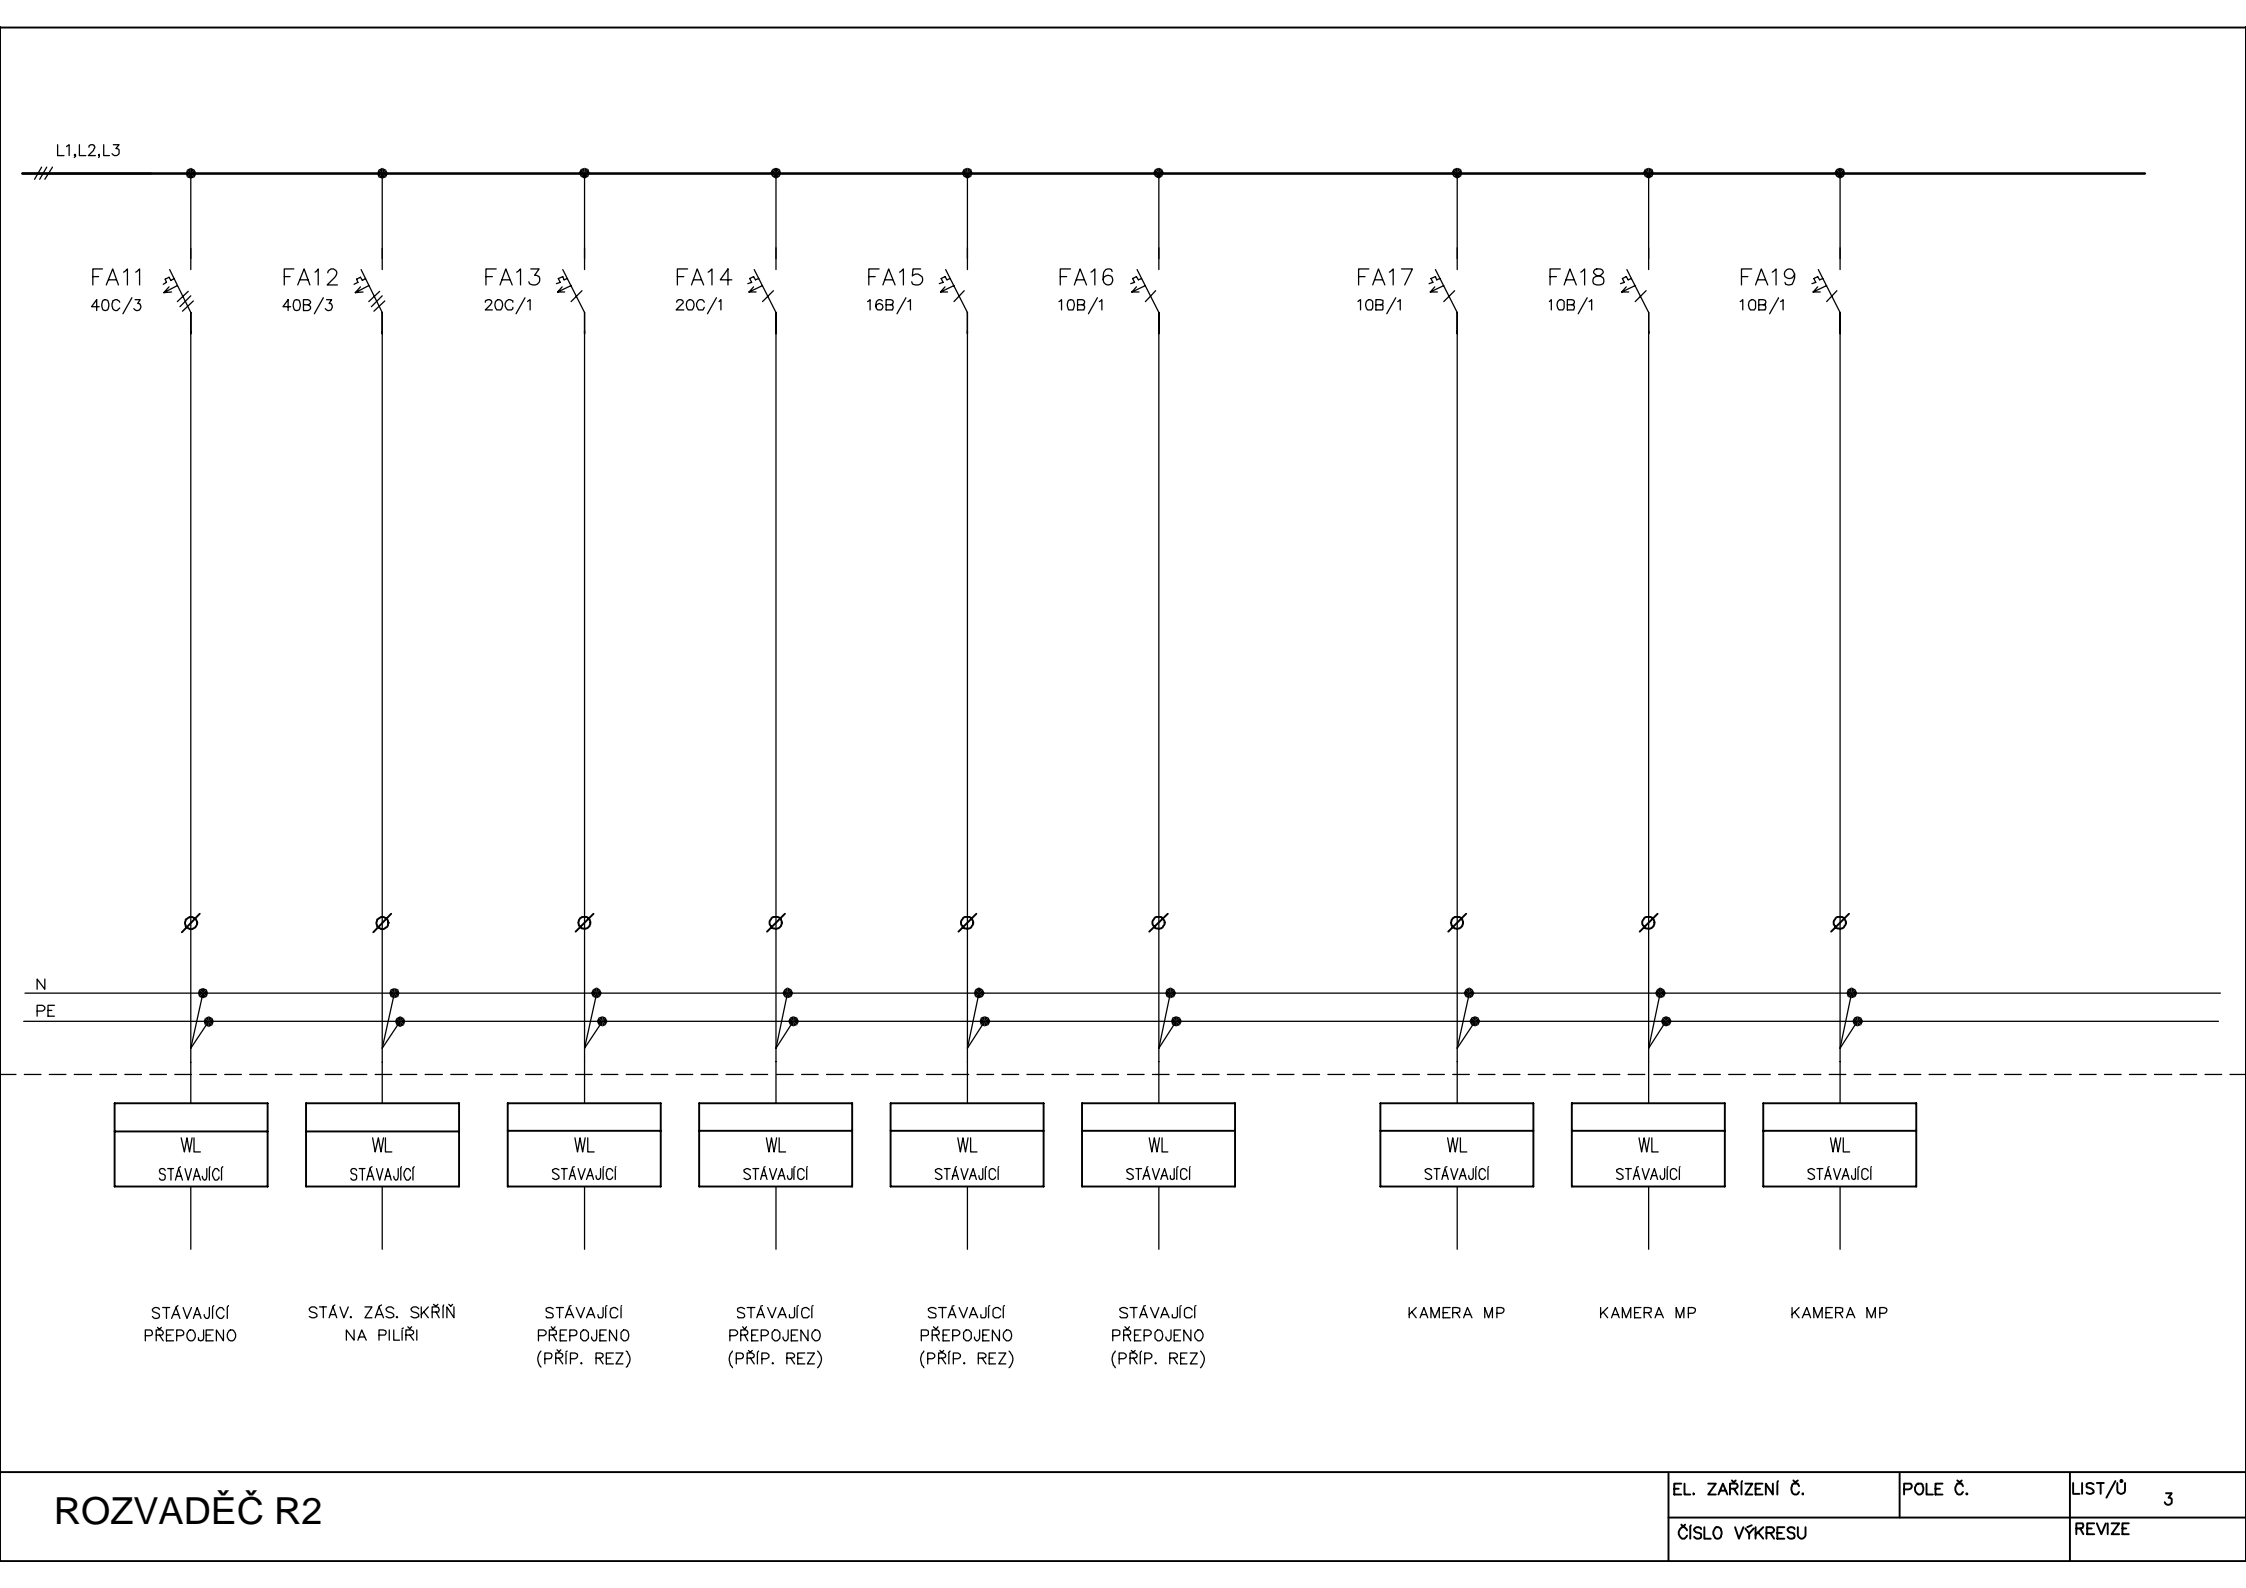 L1,L2,L3
FA11 FA12 FA13 FA14 FA15 FA16 FA17 FA18 FA19
40C/3 40B/3 20C/1 20C/1 16B/1 10B/1 10B/1 10B/1 10B/1
N
PE
WL WL WL WL WL WL WL WL WL
STÁVAJÍCÍ STÁVAJÍCÍ STÁVAJÍCÍ STÁVAJÍCÍ STÁVAJÍCÍ STÁVAJÍCÍ STÁVAJÍCÍ STÁVAJÍCÍ STÁVAJÍCÍ
STÁVAJÍCÍ STÁV. ZÁS. SKŘÍŇ STÁVAJÍCÍ STÁVAJÍCÍ STÁVAJÍCÍ STÁVAJÍCÍ KAMERA MP KAMERA MP KAMERA MP
PŘEPOJENO NA PILÍŘI PŘEPOJENO PŘEPOJENO PŘEPOJENO PŘEPOJENO
(PŘÍP. REZ) (PŘÍP. REZ) (PŘÍP. REZ) (PŘÍP. REZ)
ROZVADĚČ R2
EL. ZAŘÍZENÍ Č. POLE Č. LIST/Ů 3
ČÍSLO VÝKRESU REVIZE